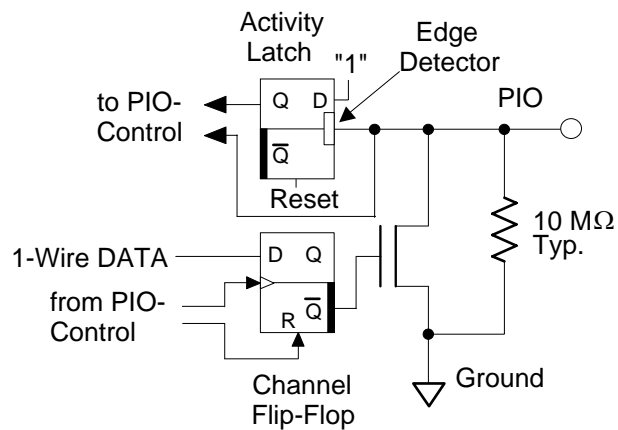 Activity
Latch
"1"
Edge
Detector
to PIO-
Control
Q D
Q̅
Reset
PIO
10 MΩ
Typ.
1-Wire DATA
from PIO-
Control
D Q
Q̅
R
Channel
Flip-Flop
Ground